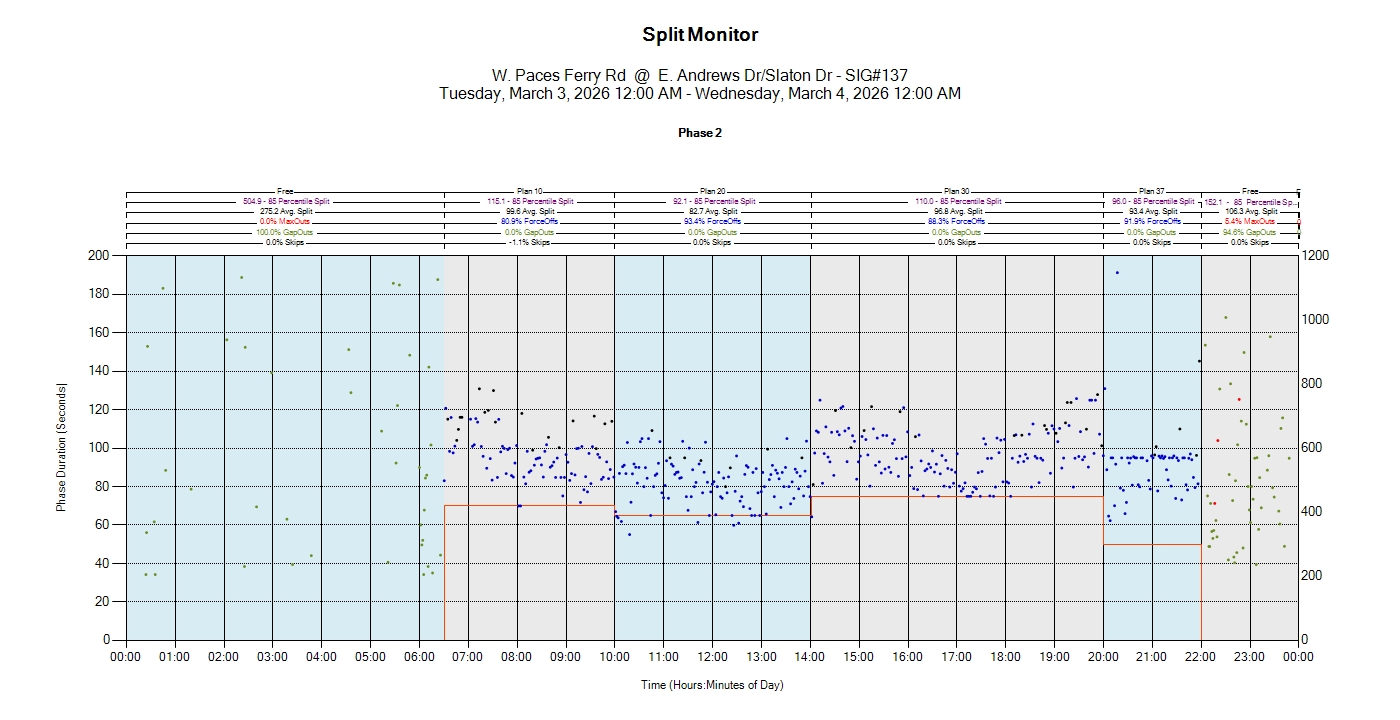 Split Monitor
W. Paces Ferry Rd @ E. Andrews Dr/Slaton Dr - SIG#137
Tuesday, March 3, 2026 12:00 AM - Wednesday, March 4, 2026 12:00 AM
Phase 2
Free Plan 10 Plan 20 Plan 30 Plan 37 Free F
504.9 - 85 Percentile Split 115.1 - 85 Percentile Split 92.1 - 85 Percentile Split 110.0 - 85 Percentile Split 96.0 - 85 Percentile Split 152.1 - 85 Percentile Sp...
275.2 Avg. Split 99.6 Avg. Split 82.7 Avg. Split 96.8 Avg. Split 93.4 Avg. Split 106.3 Avg. Split
0.0% MaxOuts 80.9% ForceOffs 93.4% ForceOffs 88.3% ForceOffs 91.9% ForceOffs 5.4% MaxOuts
100.0% GapOuts 0.0% GapOuts 0.0% GapOuts 0.0% GapOuts 0.0% GapOuts 94.6% GapOuts
0.0% Skips -1.1% Skips 0.0% Skips 0.0% Skips 0.0% Skips 0.0% Skips
200 1200
180
160 1000
140
120 800
100 600
80
60 400
40 200
20
0 0
Phase Duration (Seconds)
00:00 01:00 02:00 03:00 04:00 05:00 06:00 07:00 08:00 09:00 10:00 11:00 12:00 13:00 14:00 15:00 16:00 17:00 18:00 19:00 20:00 21:00 22:00 23:00 00:00
Time (Hours:Minutes of Day)